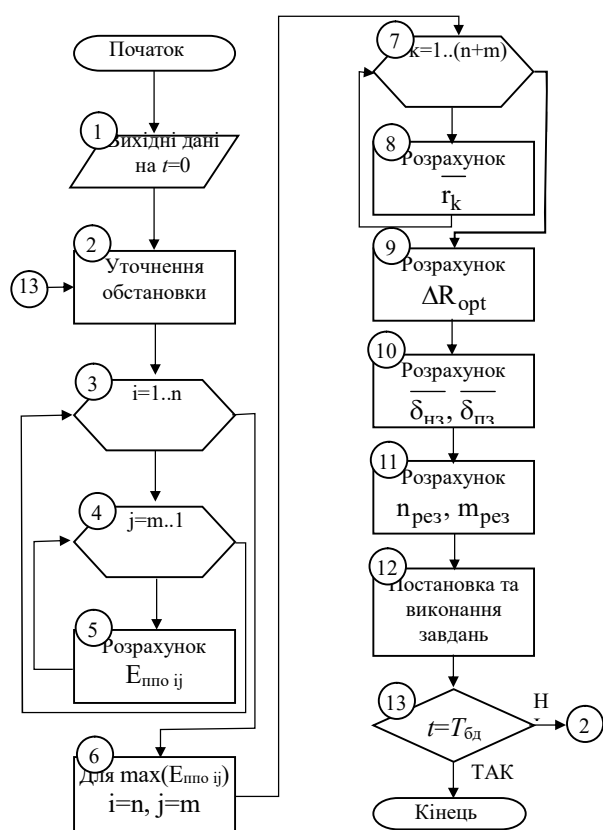 Початок
1
Вихідні дані
на t=0
2
Уточнення
обстановки
13
3
i=1..n
4
j=m..1
5
Розрахунок
Eппо ij
6
Для max(Eппо ij)
i=n, j=m
7
k=1..(n+m)
8
Розрахунок
r̅k
9
Розрахунок
ΔRopt
10
Розрахунок
δ̅нз, δ̅пз
11
Розрахунок
nрез, mрез
12
Постановка та
виконання
завдань
13
t=Tбд
Н
2
ТАК
Кінець